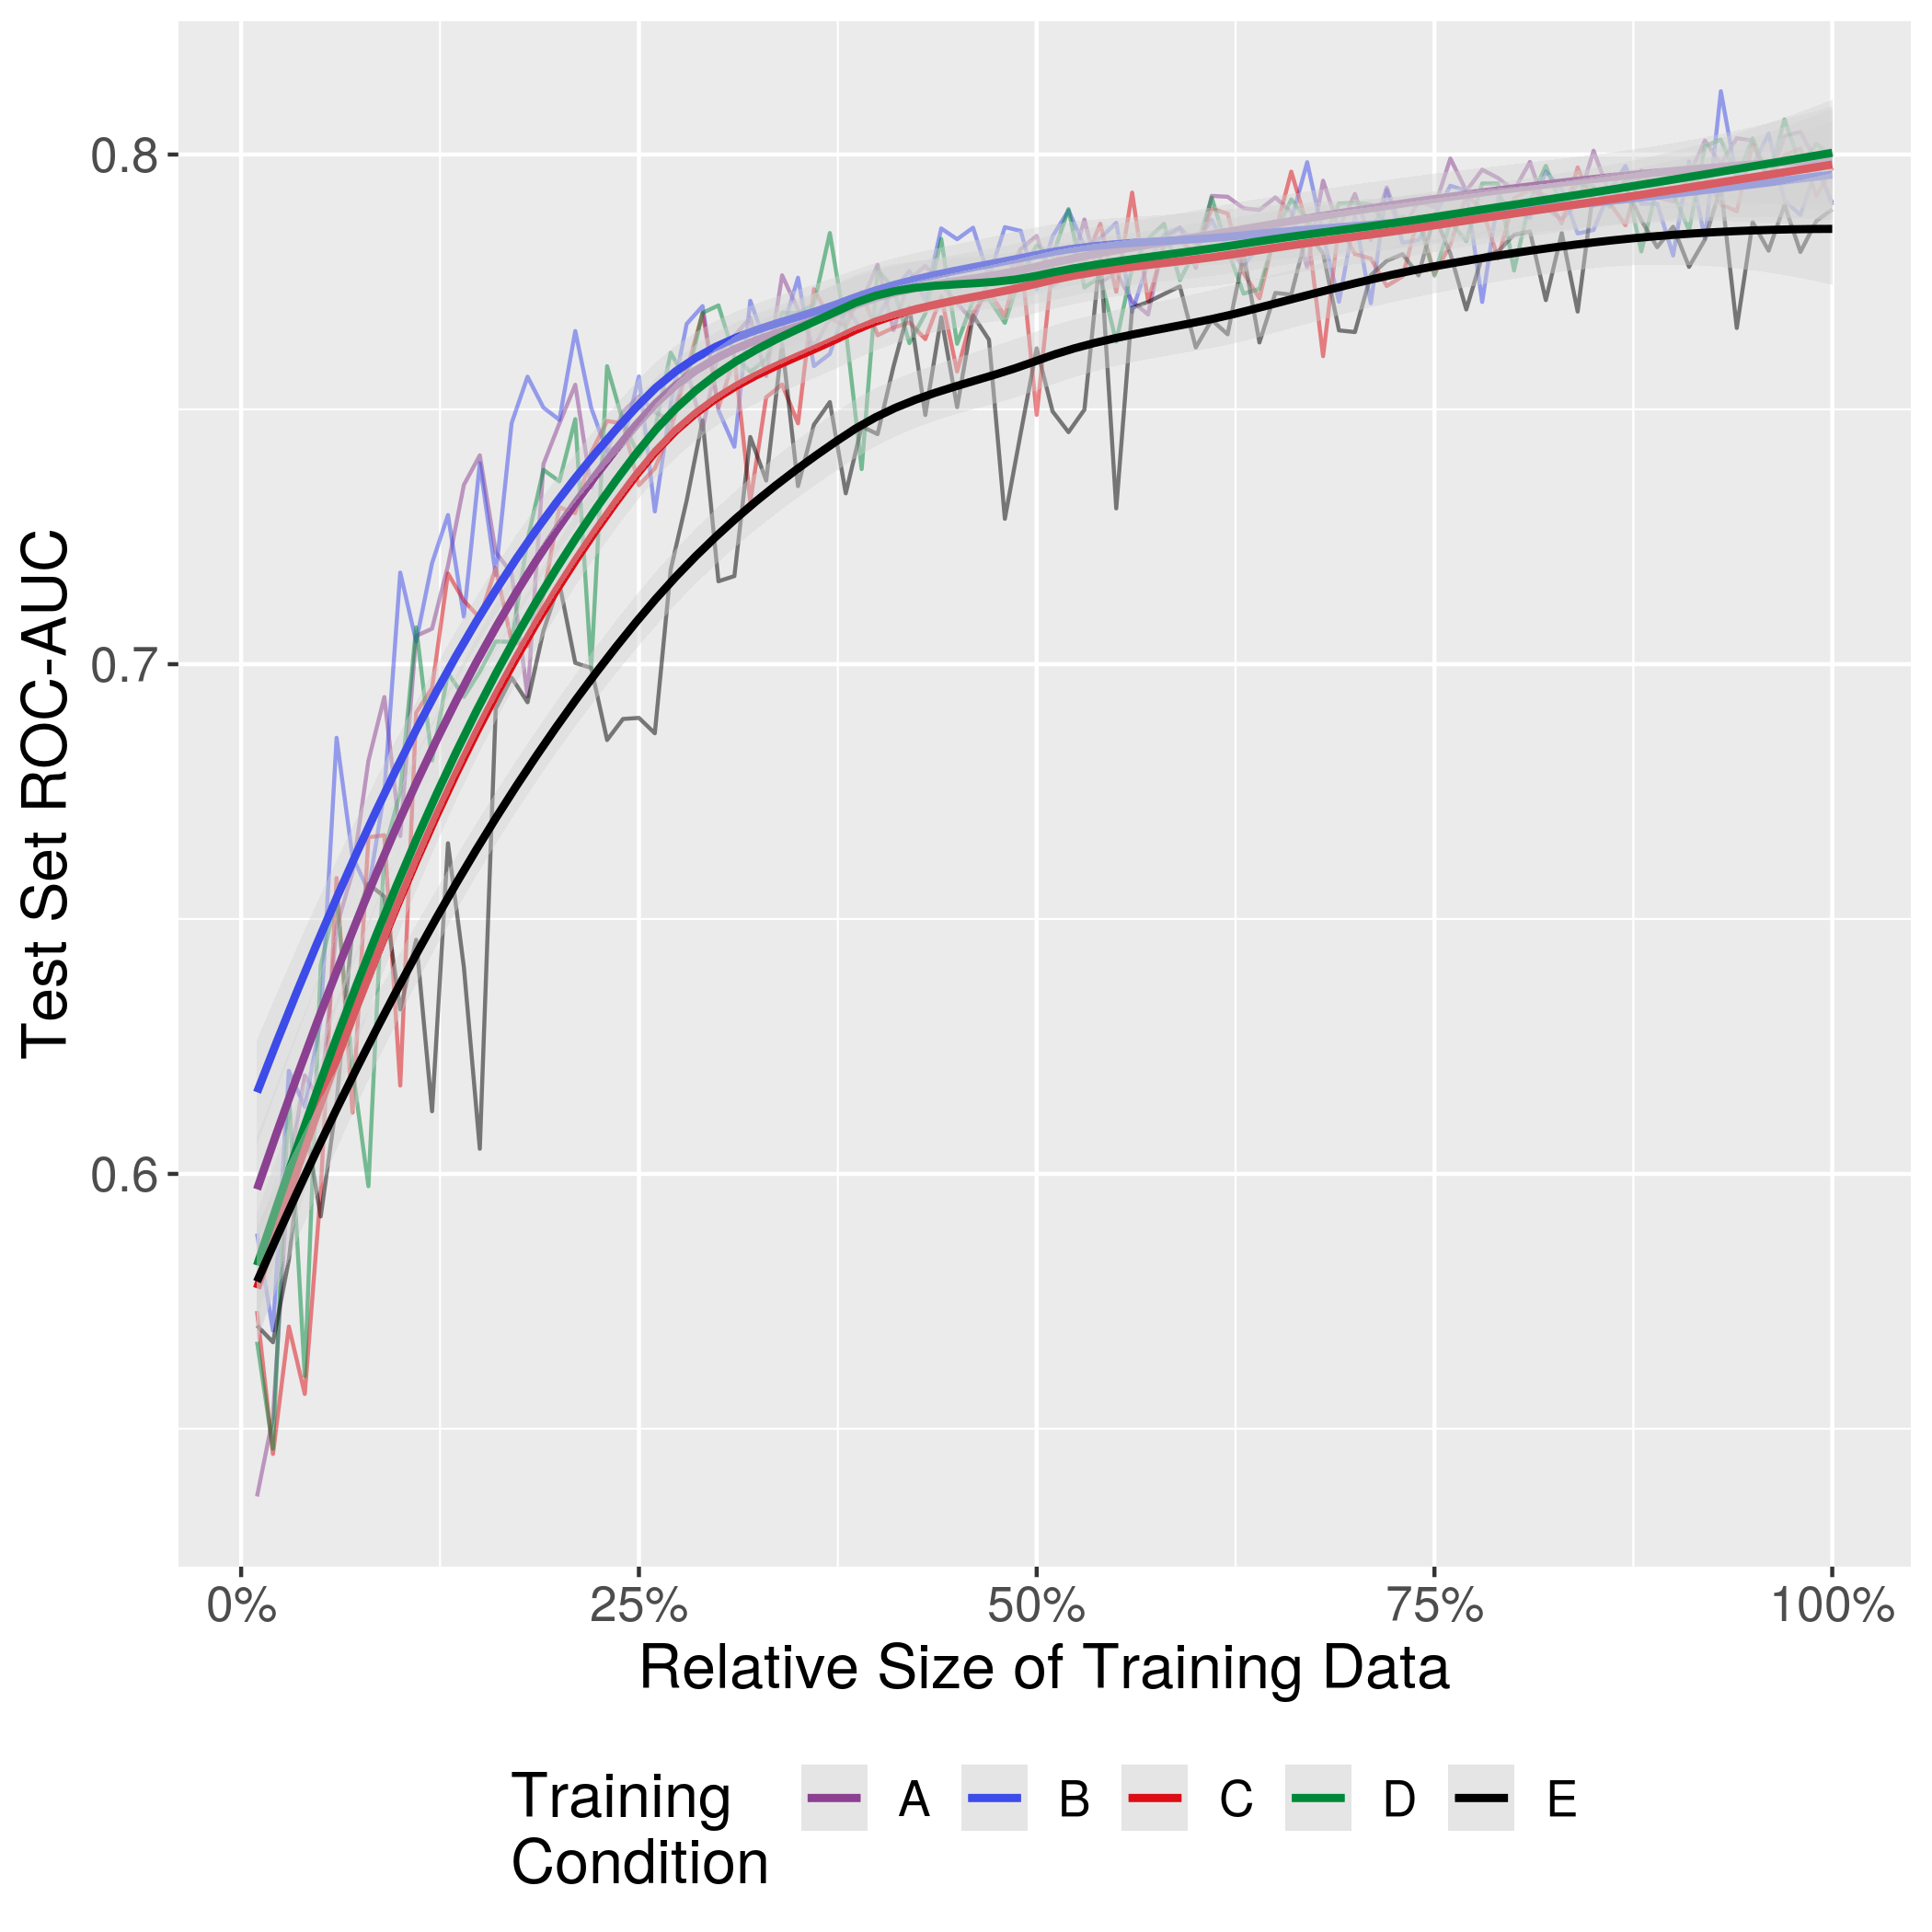 0.8
0.7
0.6
Test Set ROC-AUC
0% 25% 50% 75% 100%
Relative Size of Training Data
Training
Condition
A B C D E